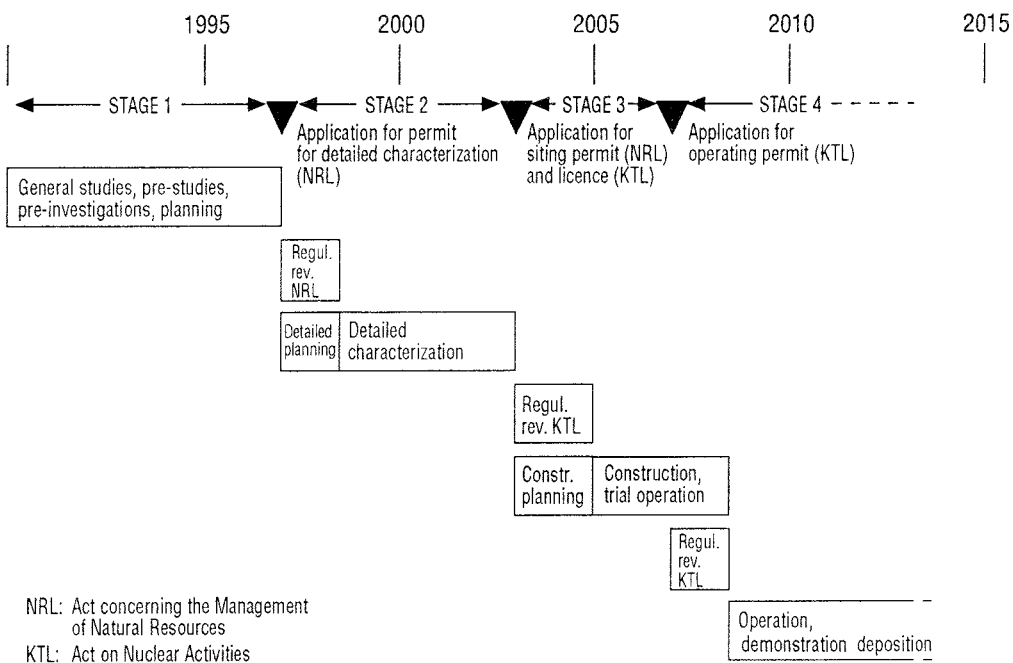 1995 2000 2005 2010 2015
STAGE 1 STAGE 2 STAGE 3 STAGE 4
Application for permit
for detailed characterization
(NRL)
Application for
siting permit (NRL)
and licence (KTL)
Application for
operating permit (KTL)
General studies, pre-studies,
pre-investigations, planning
Regul.
rev.
NRL
Detailed
planning
Detailed
characterization
Regul.
rev. KTL
Constr.
planning
Construction,
trial operation
Regul.
rev.
KTL
Operation,
demonstration deposition
NRL: Act concerning the Management
of Natural Resources
KTL: Act on Nuclear Activities